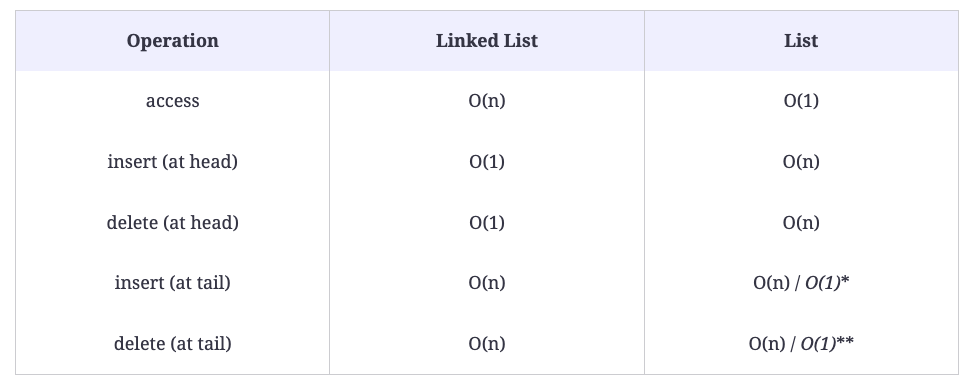 Operation Linked List List
access O(n) O(1)
insert (at head) O(1) O(n)
delete (at head) O(1) O(n)
insert (at tail) O(n) O(n) / O(1)*
delete (at tail) O(n) O(n) / O(1)**